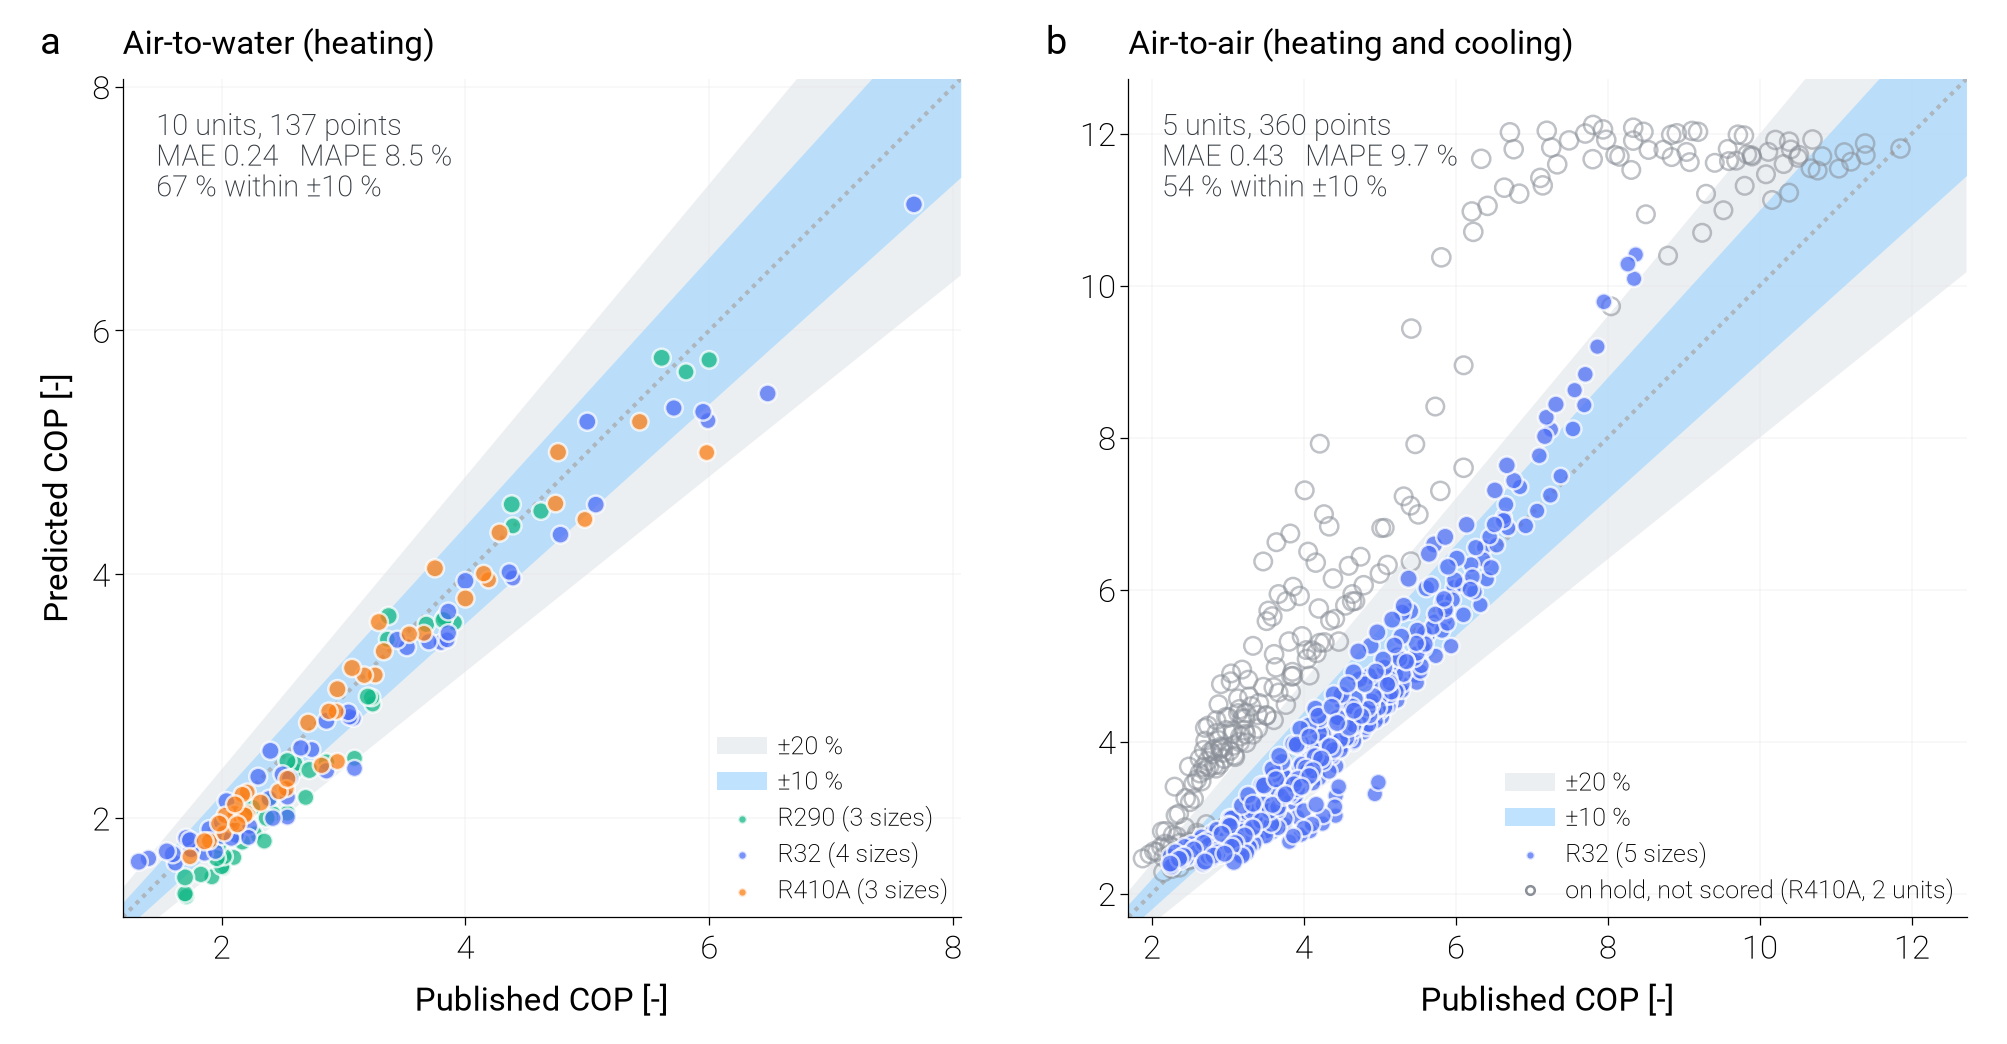 a Air-to-water (heating)
8
6
4
2
Predicted COP [-]
10 units, 137 points
MAE 0.24 MAPE 8.5 %
67 % within ±10 %
±20 %
±10 %
R290 (3 sizes)
R32 (4 sizes)
R410A (3 sizes)
2 4 6 8
Published COP [-]
b Air-to-air (heating and cooling)
12
10
8
6
4
2
5 units, 360 points
MAE 0.43 MAPE 9.7 %
54 % within ±10 %
±20 %
±10 %
R32 (5 sizes)
on hold, not scored (R410A, 2 units)
2 4 6 8 10 12
Published COP [-]